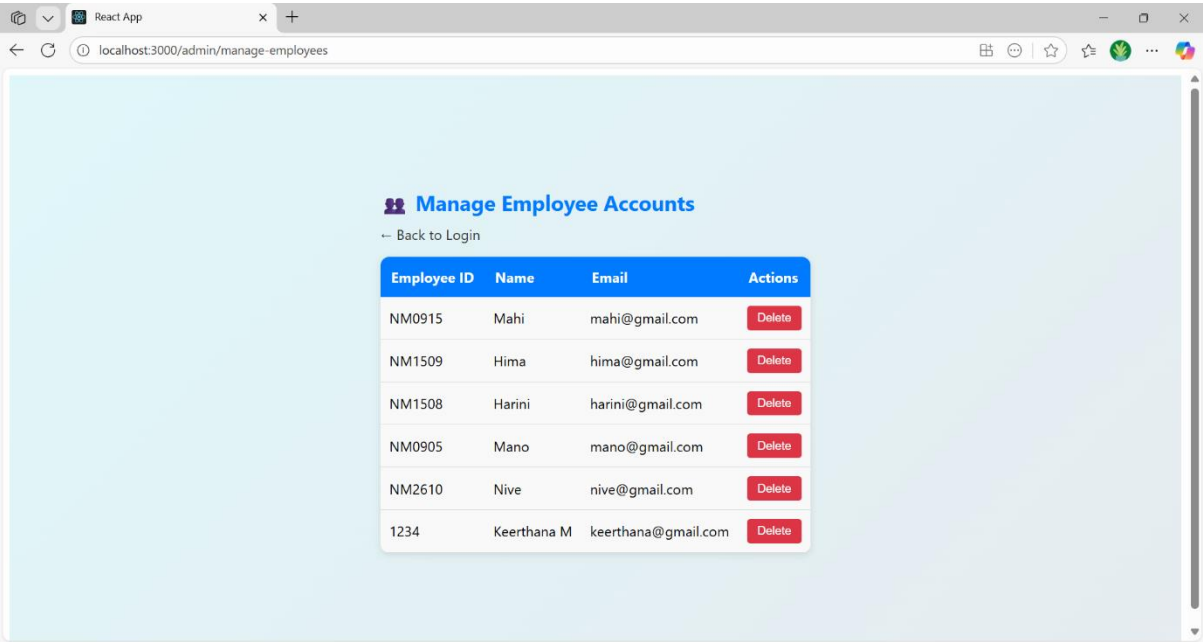 React App
localhost:3000/admin/manage-employees
Manage Employee Accounts
← Back to Login
Employee ID Name Email Actions
NM0915 Mahi mahi@gmail.com Delete
NM1509 Hima hima@gmail.com Delete
NM1508 Harini harini@gmail.com Delete
NM0905 Mano mano@gmail.com Delete
NM2610 Nive nive@gmail.com Delete
1234 Keerthana M keerthana@gmail.com Delete